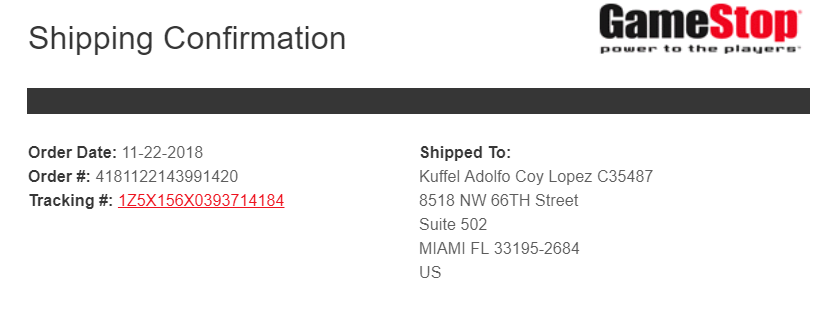 Shipping Confirmation
GameStop
power to the players
Order Date: 11-22-2018
Order #: 4181122143991420
Tracking #: 1Z5X156X0393714184
Shipped To:
Kuffel Adolfo Coy Lopez C35487
8518 NW 66TH Street
Suite 502
MIAMI FL 33195-2684
US